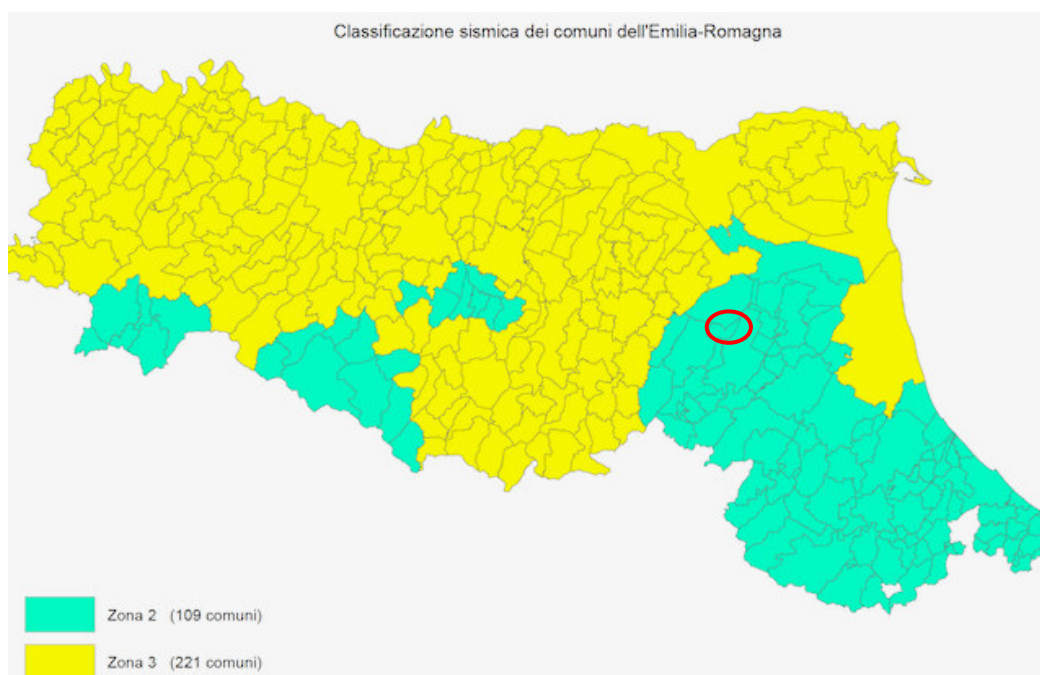 Classificazione sismica dei comuni dell'Emilia-Romagna
Zona 2 (109 comuni)
Zona 3 (221 comuni)